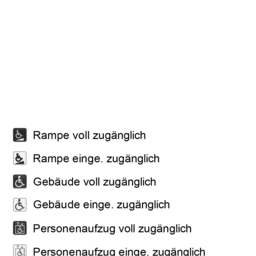 Rampe voll zugänglich
Rampe einge. zugänglich
Gebäude voll zugänglich
Gebäude einge. zugänglich
Personenaufzug voll zugänglich
Personenaufzug einge. zugänglich